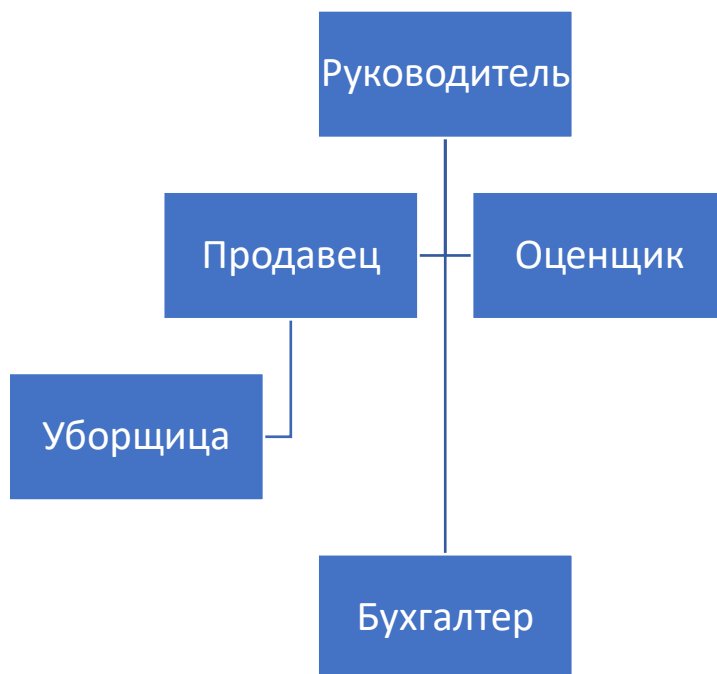 Руководитель
Продавец
Оценщик
Уборщица
Бухгалтер